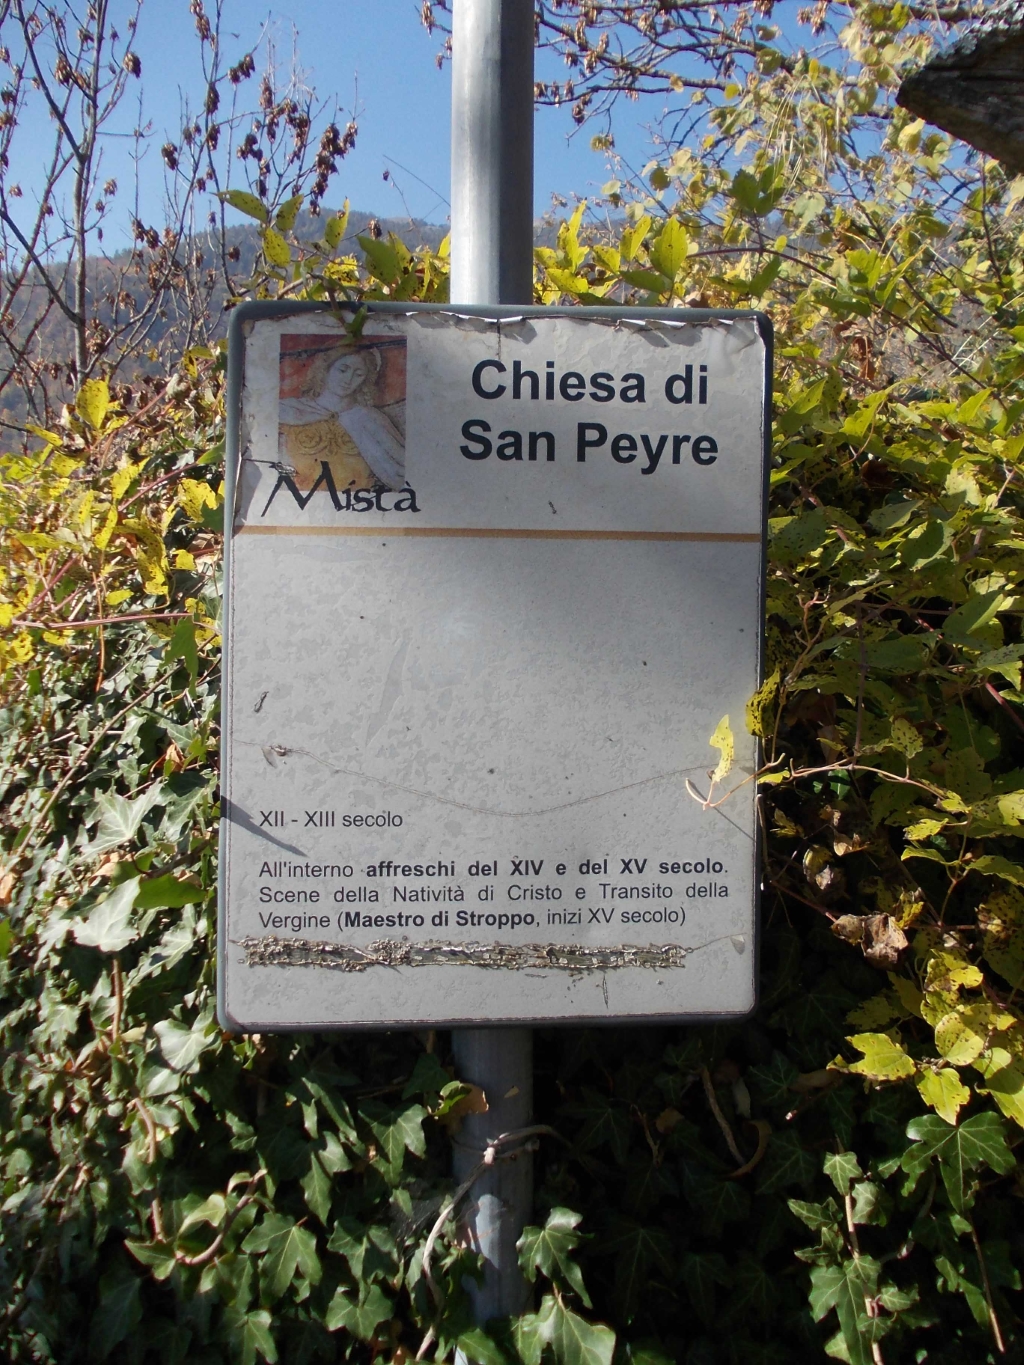 Chiesa di
San Peyre
Mistà
XII - XIII secolo
All'interno affreschi del XIV e del XV secolo.
Scene della Natività di Cristo e Transito della
Vergine (Maestro di Stroppo, inizi XV secolo)